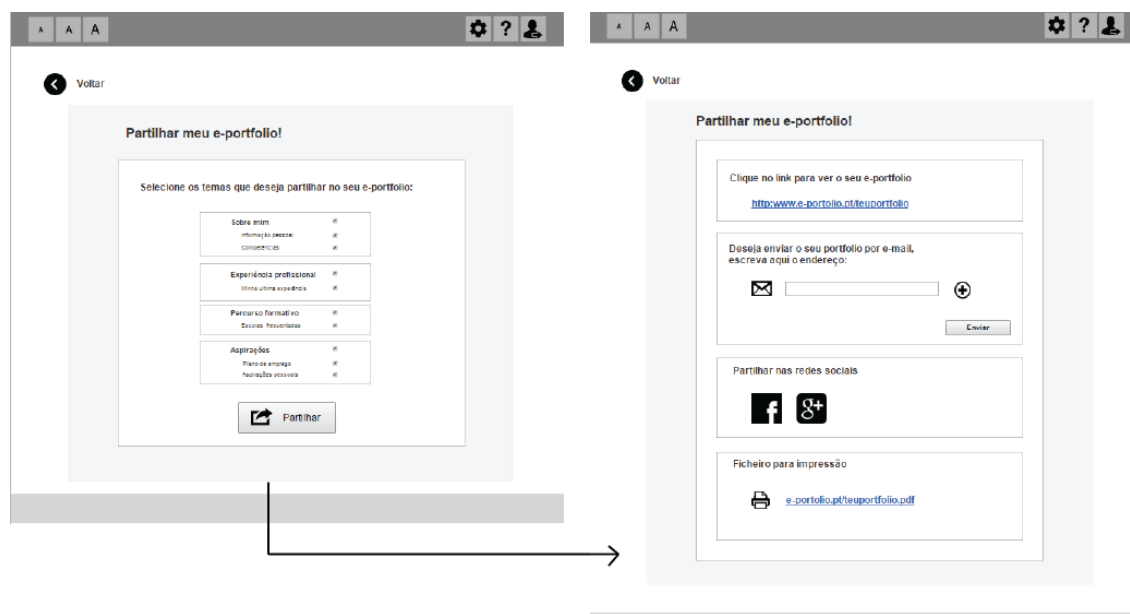 A A A ?
Voltar
Partilhar meu e-portfolio!
Selecione os temas que deseja partilhar no seu e-portfolio:
Sobre mim
Informação pessoal
Competências
Experiência profissional
Minha última experiência
Percurso formativo
Escolas frequentadas
Aspirações
Plano de emprego
Aspirações pessoais
Partilhar
A A A ?
Voltar
Partilhar meu e-portfolio!
Clique no link para ver o seu e-portfolio
http:www.e-portolio.pt/teuportfolio
Deseja enviar o seu portfolio por e-mail,
escreva aqui o endereço:
Enviar
Partilhar nas redes sociais
f g+
Ficheiro para impressão
e-portolio.pt/teuportfolio.pdf